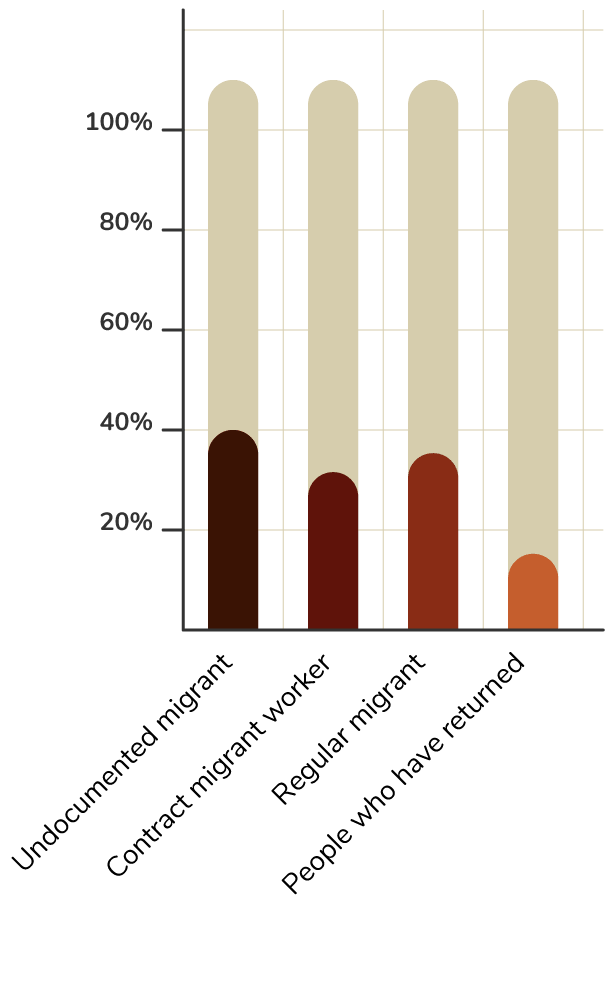 100%
80%
60%
40%
20%
Undocumented migrant
Contract migrant worker
Regular migrant
People who have returned